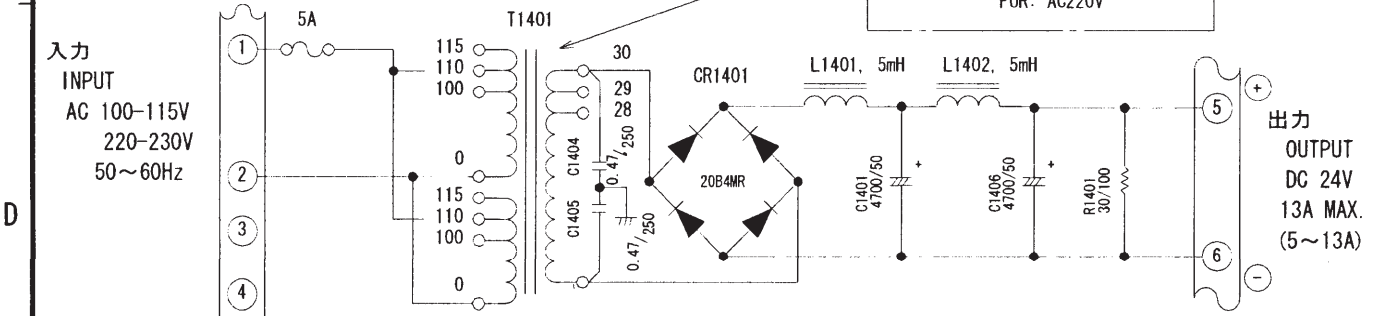 PUR: AC220V
5A
T1401
入力
INPUT
AC 100-115V
220-230V
50～60Hz
1
2
3
4
D
115
110
100
0
115
110
100
0
30
29
28
C1404
0.47/250
C1405
0.47/250
CR1401
20B4MR
L1401, 5mH
L1402, 5mH
C1401
4700/50
+
C1406
4700/50
+
R1401
30/100
5
6
+
-
出力
OUTPUT
DC 24V
13A MAX.
(5～13A)